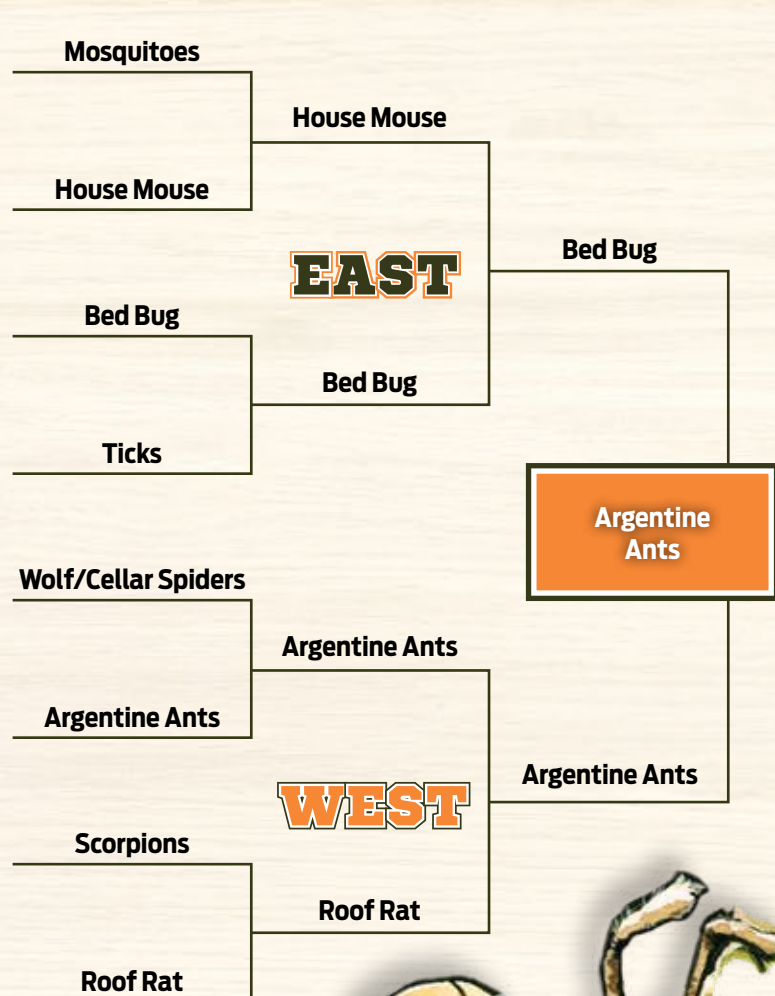 Mosquitoes
House Mouse
House Mouse
EAST
Bed Bug
Bed Bug
Bed Bug
Ticks
Argentine
Ants
Wolf/Cellar Spiders
Argentine Ants
Argentine Ants
Argentine Ants
WEST
Scorpions
Roof Rat
Roof Rat